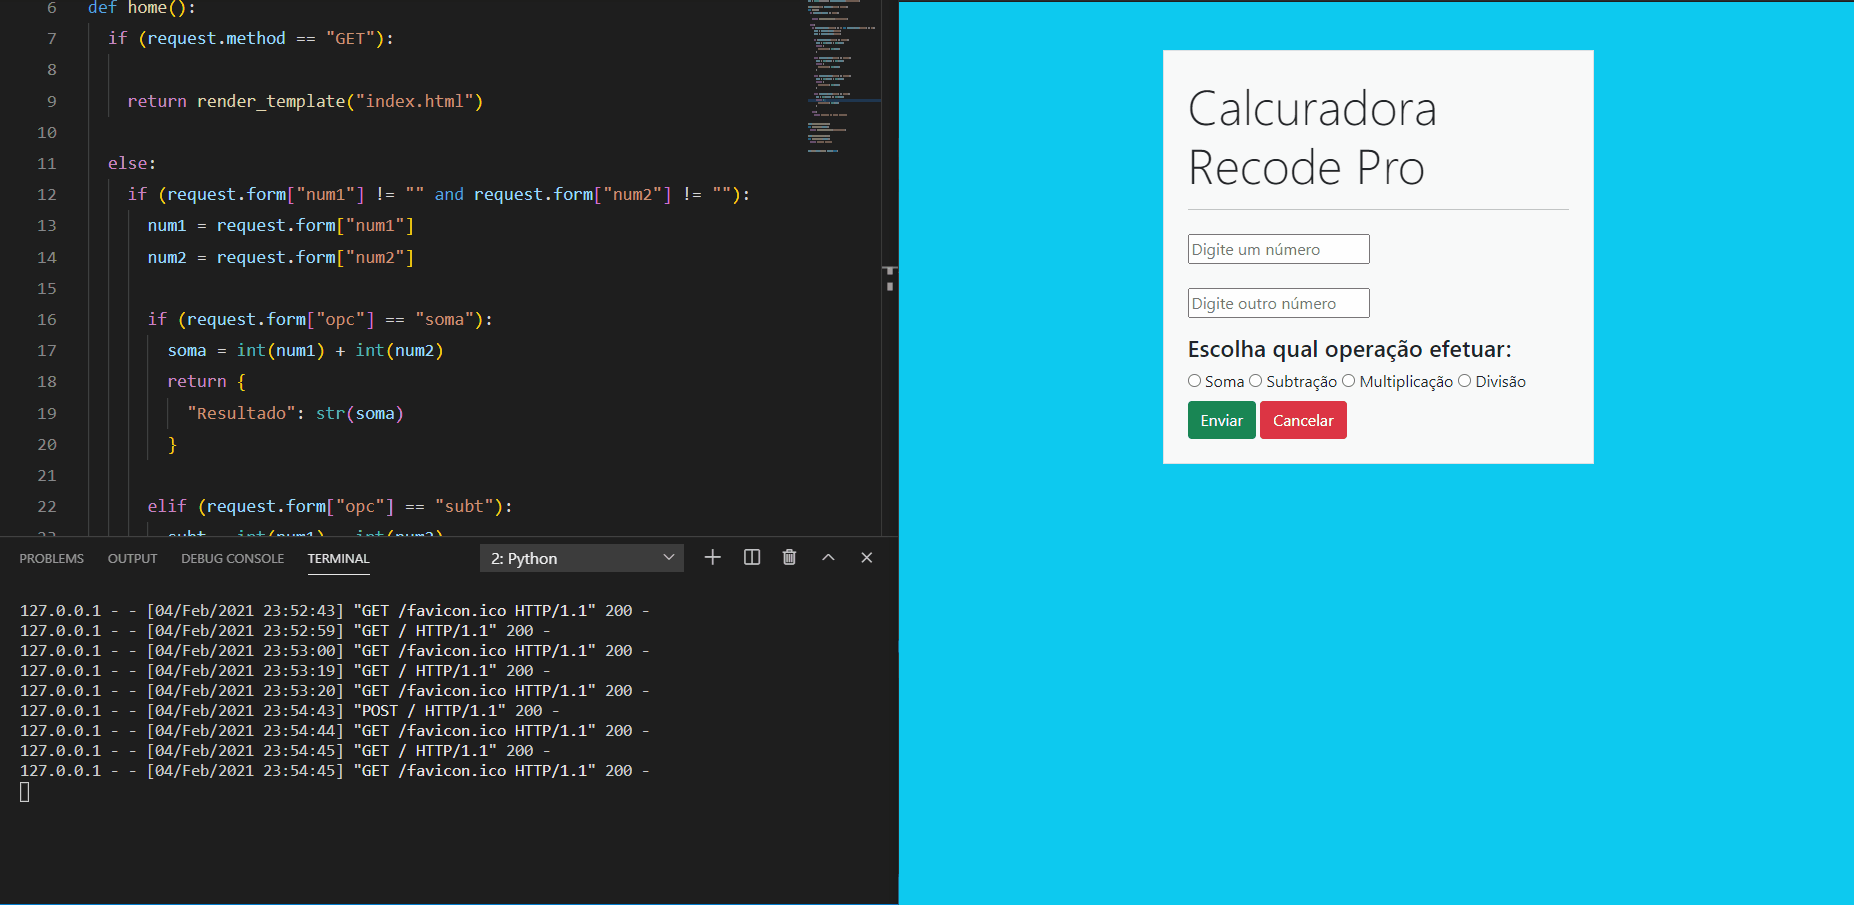 6 def home():
7 if (request.method == "GET"):
8
9 return render_template("index.html")
10
11 else:
12 if (request.form["num1"] != "" and request.form["num2"] != ""):
13 num1 = request.form["num1"]
14 num2 = request.form["num2"]
15
16 if (request.form["opc"] == "soma"):
17 soma = int(num1) + int(num2)
18 return {
19 "Resultado": str(soma)
20 }
21
22 elif (request.form["opc"] == "subt"):
PROBLEMS OUTPUT DEBUG CONSOLE TERMINAL 2: Python
127.0.0.1 - - [04/Feb/2021 23:52:43] "GET /favicon.ico HTTP/1.1" 200 -
127.0.0.1 - - [04/Feb/2021 23:52:59] "GET / HTTP/1.1" 200 -
127.0.0.1 - - [04/Feb/2021 23:53:00] "GET /favicon.ico HTTP/1.1" 200 -
127.0.0.1 - - [04/Feb/2021 23:53:19] "GET / HTTP/1.1" 200 -
127.0.0.1 - - [04/Feb/2021 23:53:20] "GET /favicon.ico HTTP/1.1" 200 -
127.0.0.1 - - [04/Feb/2021 23:54:43] "POST / HTTP/1.1" 200 -
127.0.0.1 - - [04/Feb/2021 23:54:44] "GET /favicon.ico HTTP/1.1" 200 -
127.0.0.1 - - [04/Feb/2021 23:54:45] "GET / HTTP/1.1" 200 -
127.0.0.1 - - [04/Feb/2021 23:54:45] "GET /favicon.ico HTTP/1.1" 200 -
Calcuradora
Recode Pro
Digite um número
Digite outro número
Escolha qual operação efetuar:
Soma Subtração Multiplicação Divisão
Enviar Cancelar